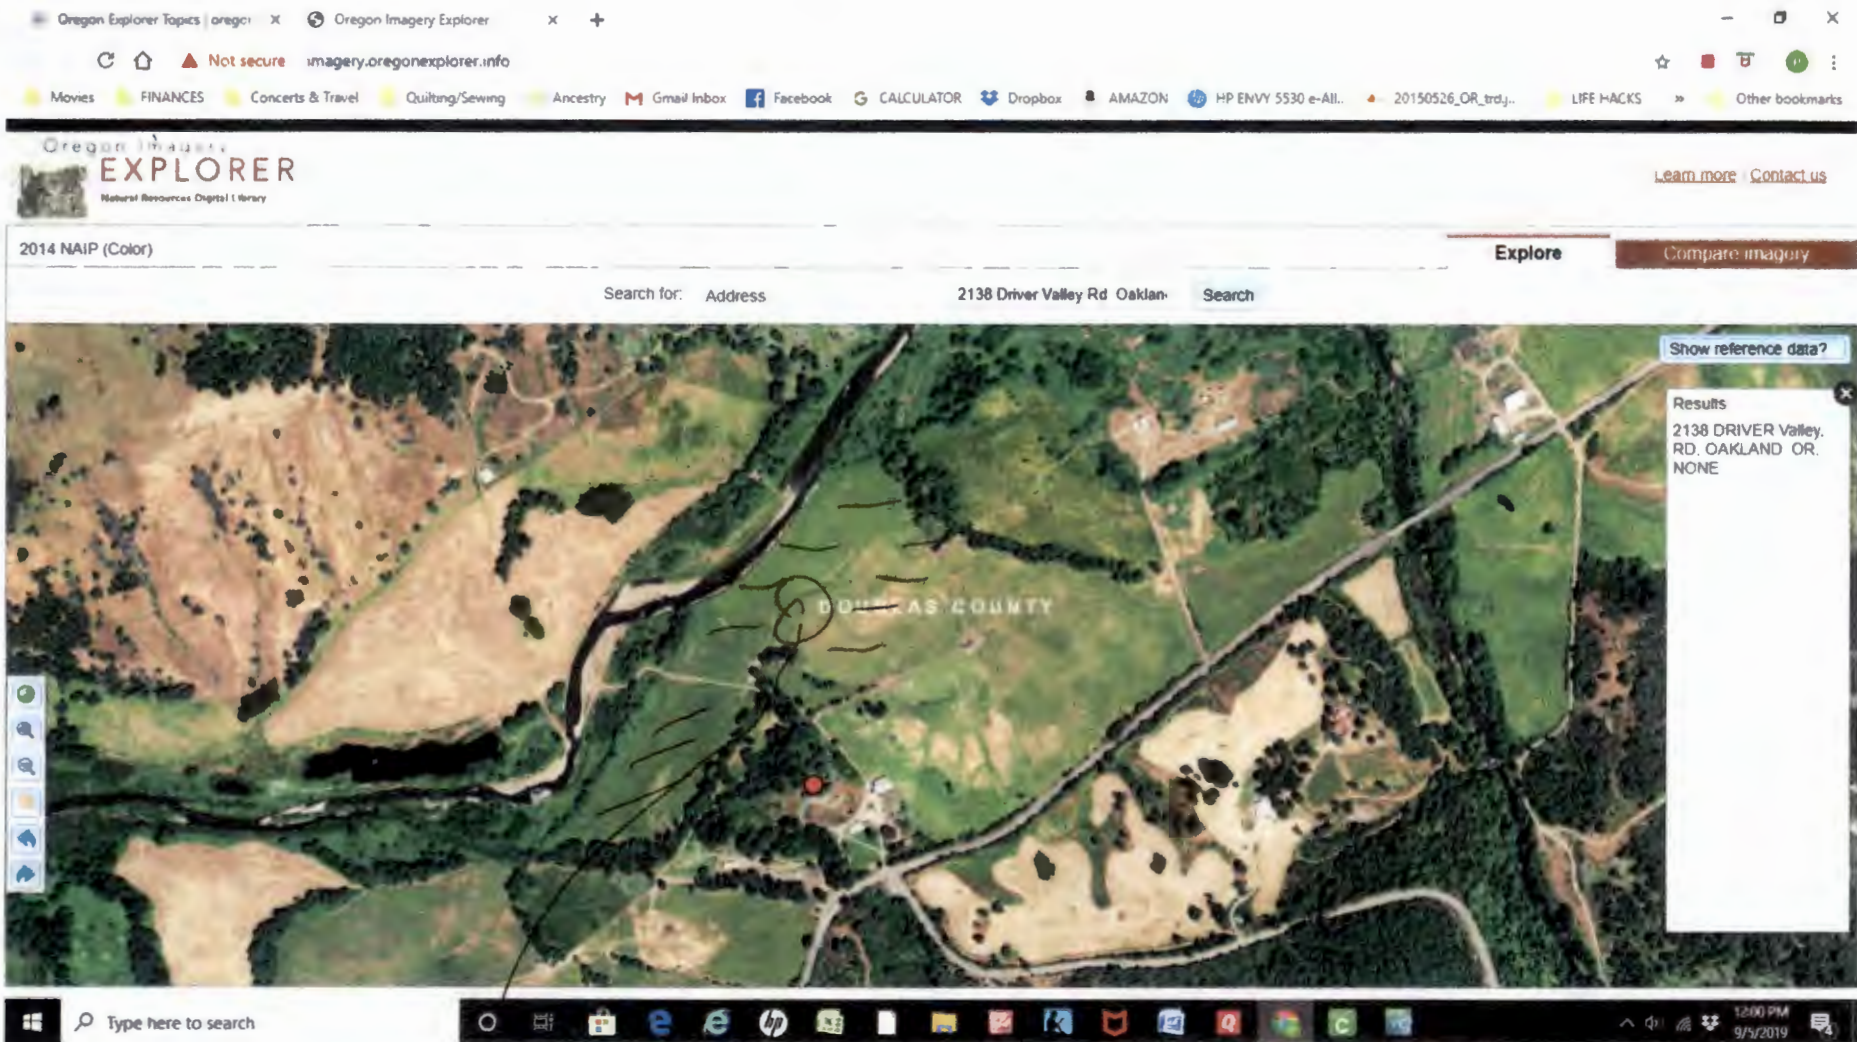 Oregon Explorer Topics | oregon
Oregon Imagery Explorer
Not secure imagery.oregonexplorer.info
Movies FINANCES Concerts & Travel Quilting/Sewing Ancestry Gmail Inbox Facebook CALCULATOR Dropbox AMAZON HP ENVY 5530 e-All.. 20150526_OR_trd.j.. LIFE HACKS » Other bookmarks
Oregon Imagery
EXPLORER
Natural Resources Digital Library
Learn more Contact us
2014 NAIP (Color)
Explore Compare imagery
Search for: Address 2138 Driver Valley Rd Oaklan Search
Show reference data?
Results
2138 DRIVER Valley,
RD, OAKLAND OR,
NONE
DOUGLAS COUNTY
Type here to search
12:00 PM
9/5/2019
4